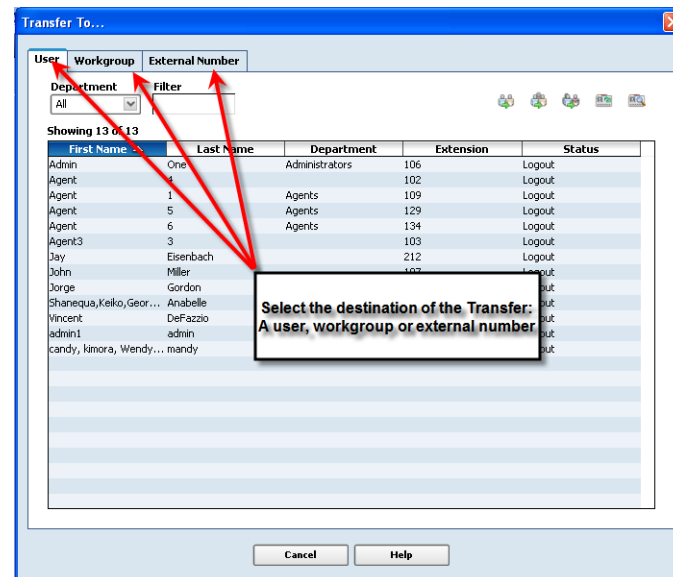 Transfer To...
User Workgroup External Number
Department Filter
All
Showing 13 of 13
First Name Last Name Department Extension Status
Admin One Administrators 106 Logout
Agent 4 102 Logout
Agent 1 Agents 109 Logout
Agent 5 Agents 129 Logout
Agent 6 Agents 134 Logout
Agent3 3 103 Logout
Jay Eisenbach 212 Logout
John Miller 107 Logout
Jorge Gordon
Shanequa,Keiko,Geor... Anabelle
Vincent DeFazzio
admin1 admin
candy, kimora, Wendy... mandy
Select the destination of the Transfer:
A user, workgroup or external number
Cancel Help